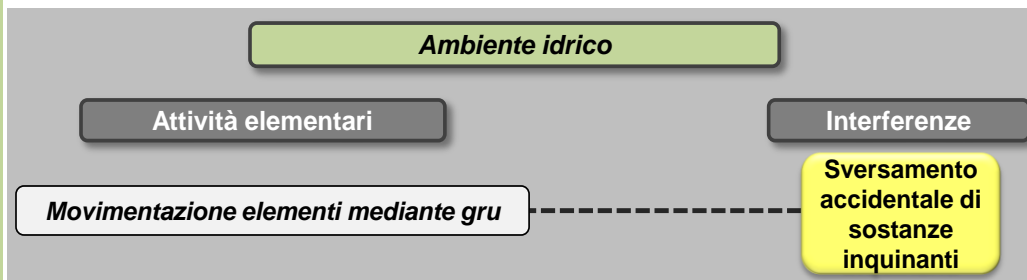 Ambiente idrico
Attività elementari
Interferenze
Movimentazione elementi mediante gru
Sversamento
accidentale di
sostanze
inquinanti